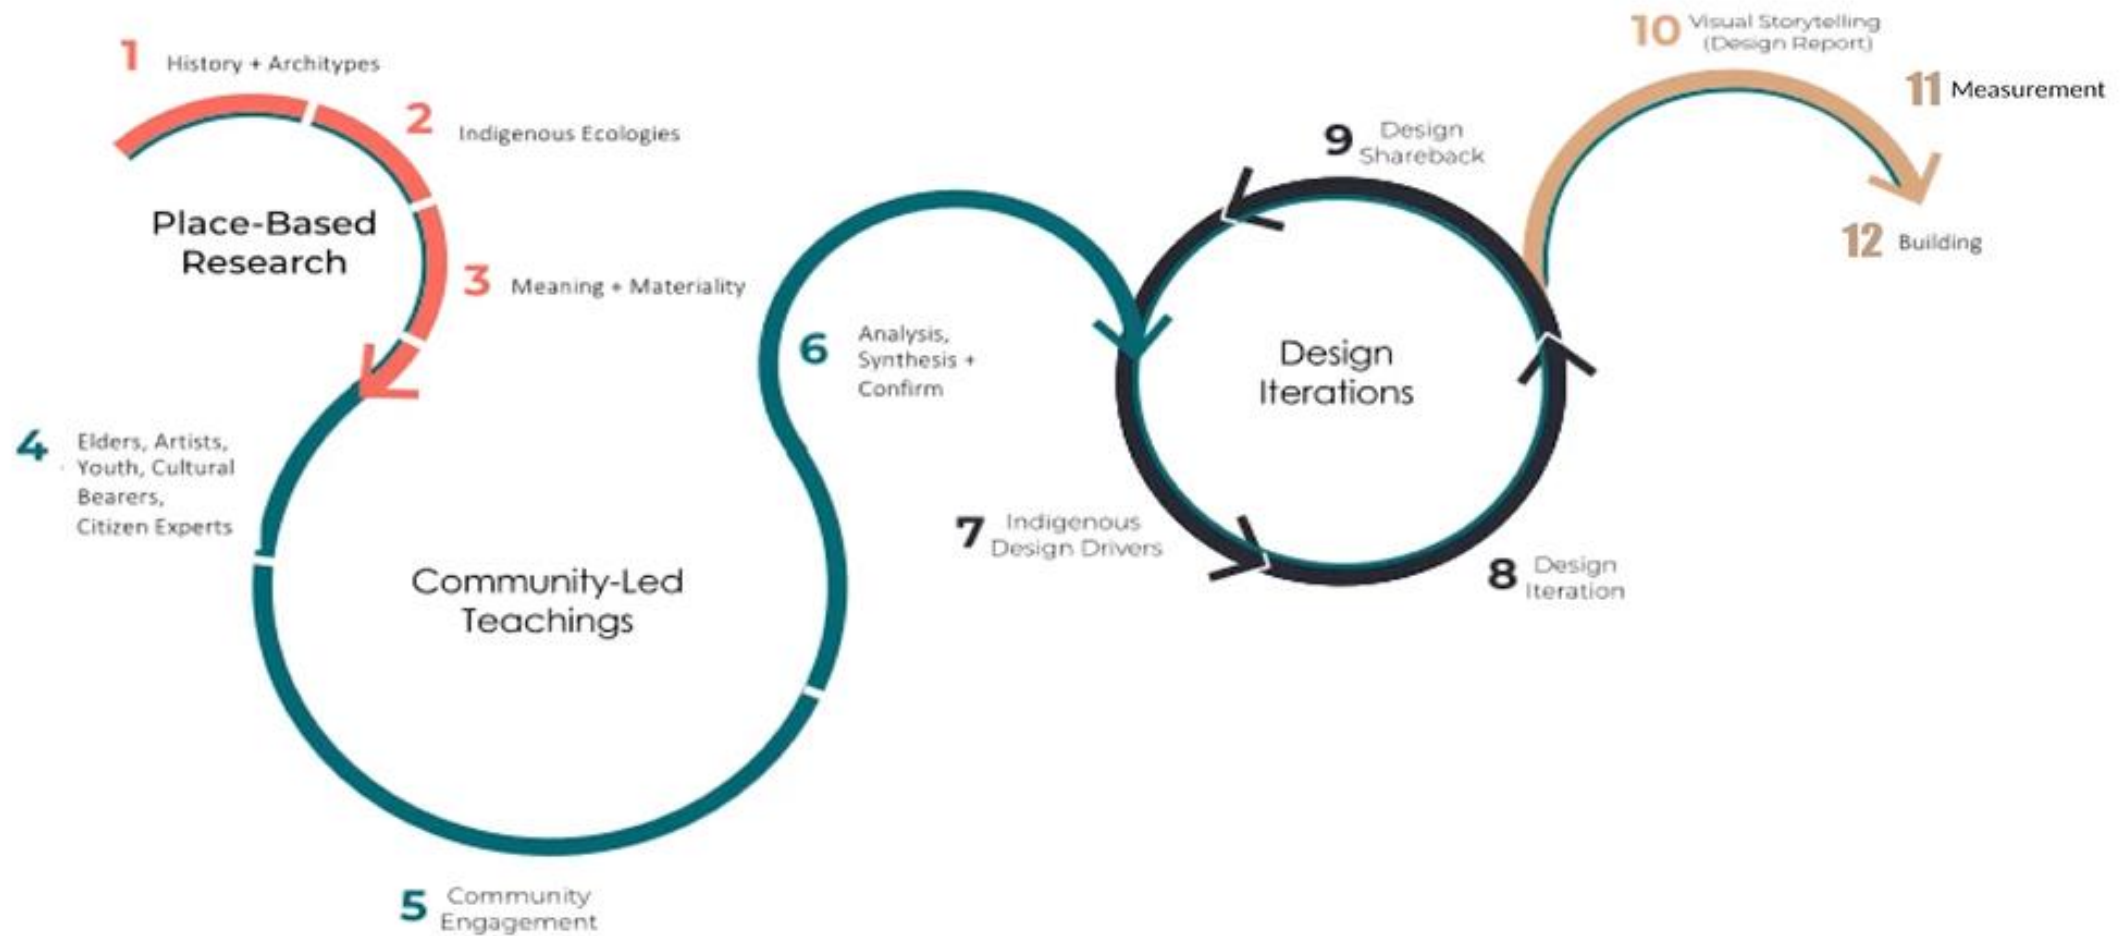 1 History + Architypes
2 Indigenous Ecologies
Place-Based
Research
3 Meaning + Materiality
4 Elders, Artists,
Youth, Cultural
Bearers,
Citizen Experts
Community-Led
Teachings
5 Community
Engagement
6 Analysis,
Synthesis +
Confirm
7 Indigenous
Design Drivers
Design
Iterations
8 Design
Iteration
9 Design
Shareback
10 Visual Storytelling
(Design Report)
11 Measurement
12 Building